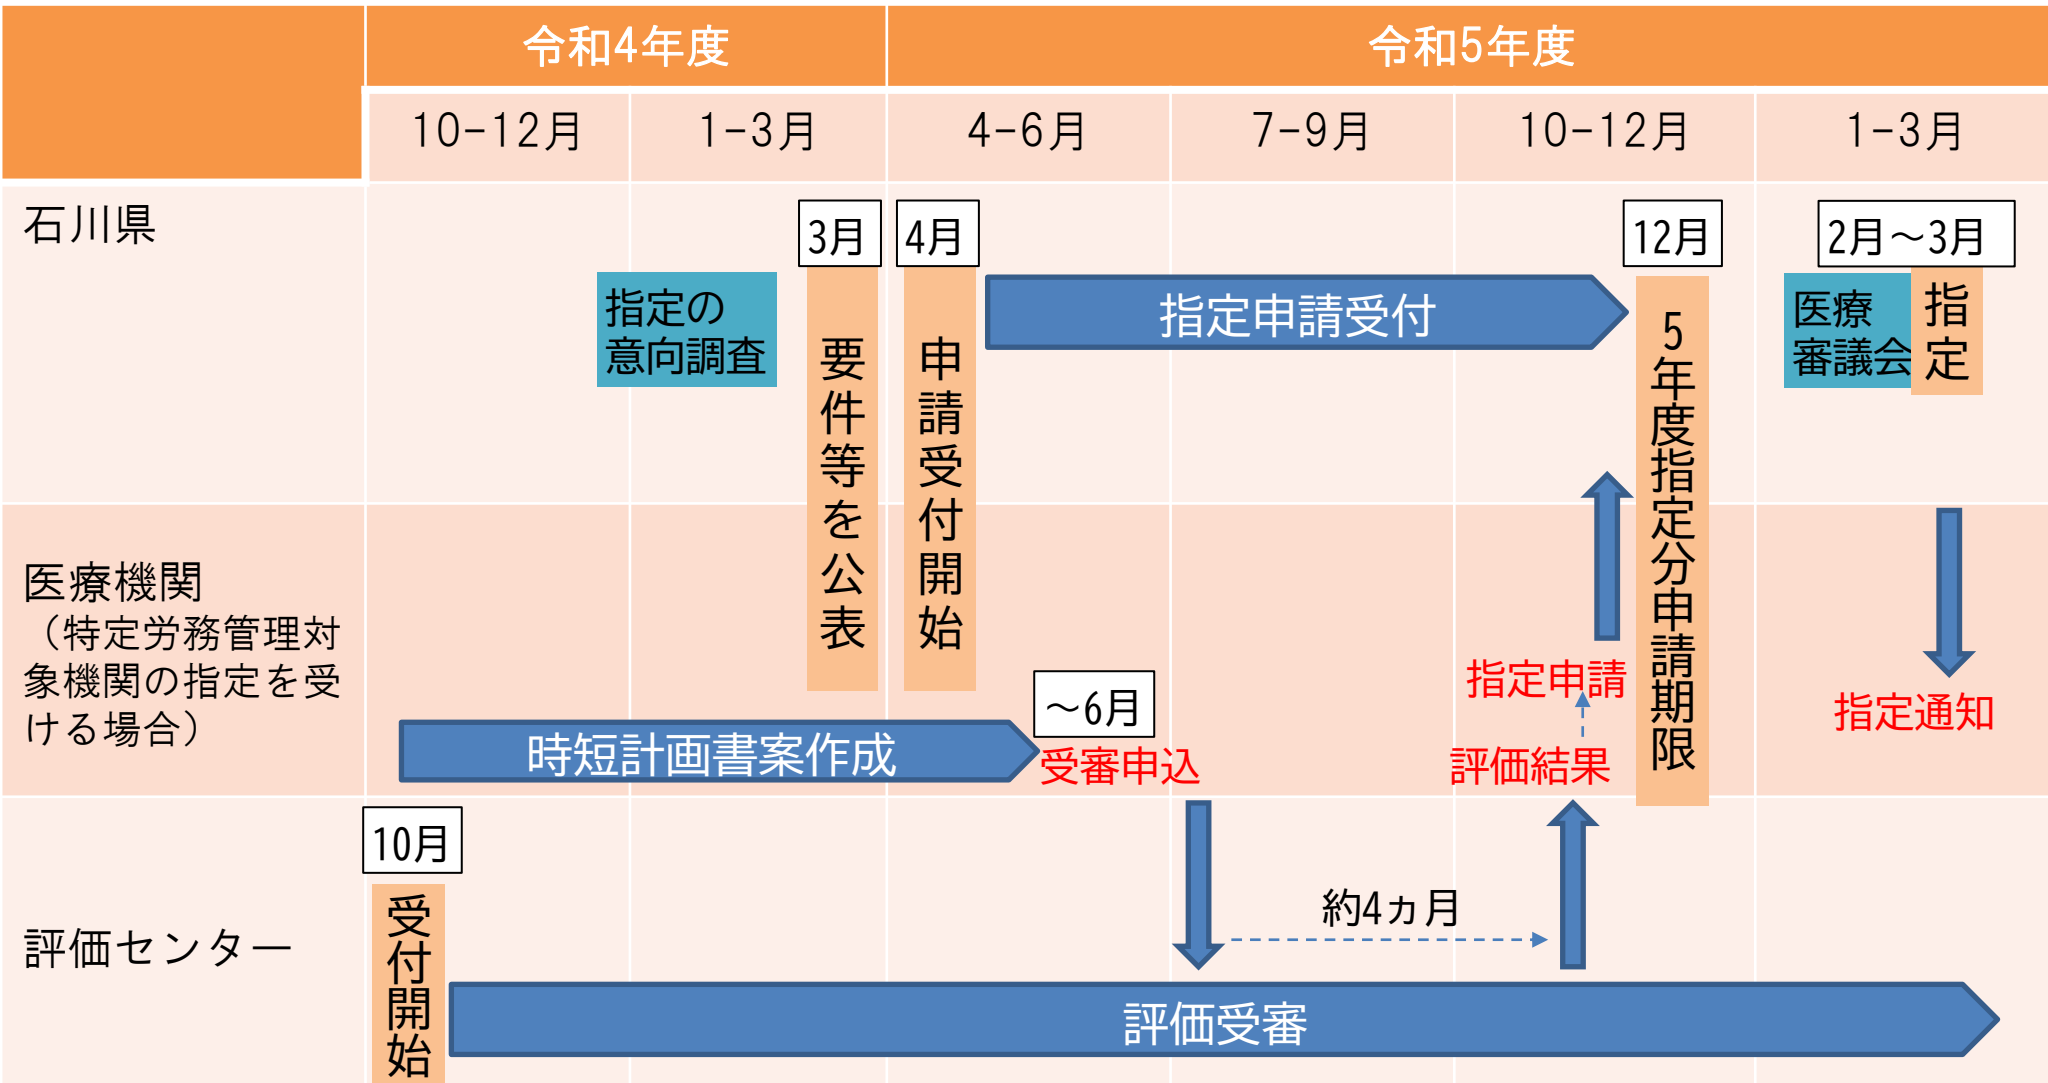 令和4年度
令和5年度
10-12月
1-3月
4-6月
7-9月
10-12月
1-3月
石川県
指定の
意向調査
3月
要件等を公表
4月
申請受付開始
指定申請受付
12月
5年度指定分申請期限
2月～3月
医療
審議会
指定
医療機関
（特定労務管理対
象機関の指定を受
ける場合）
時短計画書案作成
～6月
受審申込
指定申請
評価結果
指定通知
評価センター
10月
受付開始
約4ヵ月
評価受審